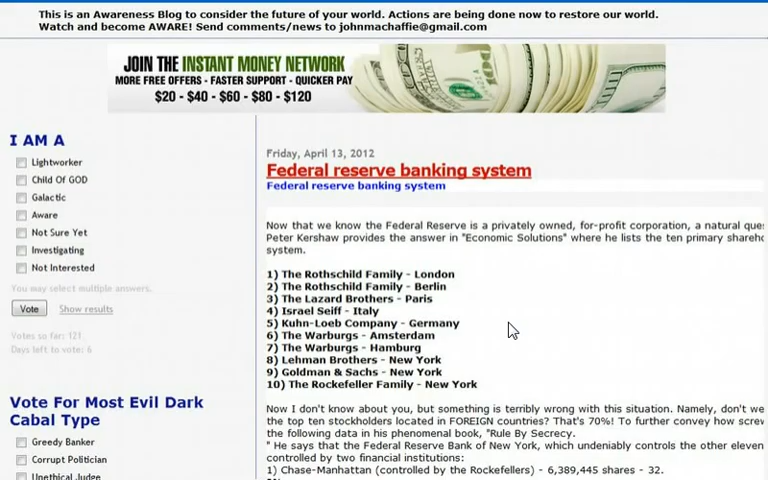 This is an Awareness Blog to consider the future of your world. Actions are being done now to restore our world.
Watch and become AWARE! Send comments/news to johnmachaffie@gmail.com
JOIN THE INSTANT MONEY NETWORK
MORE FREE OFFERS - FASTER SUPPORT - QUICKER PAY
$20 - $40 - $60 - $80 - $120
I AM A
Lightworker
Child Of GOD
Galactic
Aware
Not Sure Yet
Investigating
Not Interested
You may select multiple answers.
Vote Show results
Votes so far: 121
Days left to vote: 6
Vote For Most Evil Dark
Cabal Type
Greedy Banker
Corrupt Politician
Unethical Judge
Friday, April 13, 2012
Federal reserve banking system
Federal reserve banking system
Now that we know the Federal Reserve is a privately owned, for-profit corporation, a natural
Peter Kershaw provides the answer in "Economic Solutions" where he lists the ten primary
system.
1) The Rothschild Family - London
2) The Rothschild Family - Berlin
3) The Lazard Brothers - Paris
4) Israel Seiff - Italy
5) Kuhn-Loeb Company - Germany
6) The Warburgs - Amsterdam
7) The Warburgs - Hamburg
8) Lehman Brothers - New York
9) Goldman & Sachs - New York
10) The Rockefeller Family - New York
Now I don't know about you, but something is terribly wrong with this situation. Namely, don't we
the top ten stockholders located in FOREIGN countries? That's 70%! To further convey how
the following data in his phenomenal book, "Rule By Secrecy.
" He says that the Federal Reserve Bank of New York, which undeniably controls the other eleven
controlled by two financial institutions:
1) Chase-Manhattan (controlled by the Rockefellers) - 6,389,445 shares - 32.